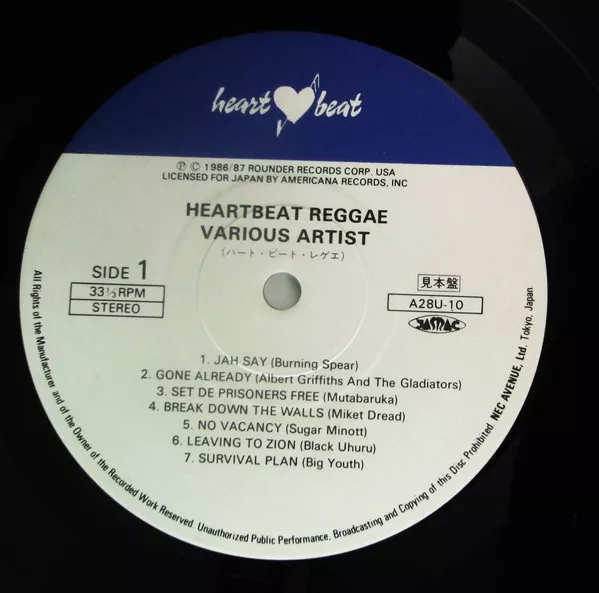 heart beat
Ⓟ © 1986/87 ROUNDER RECORDS CORP. USA
LICENSED FOR JAPAN BY AMERICANA RECORDS, INC
HEARTBEAT REGGAE
VARIOUS ARTIST
(ハート・ビート・レゲエ)
SIDE 1
33 1/3 RPM
STEREO
見本盤
A28U-10
JASRAC
1. JAH SAY (Burning Spear)
2. GONE ALREADY (Albert Griffiths And The Gladiators)
3. SET DE PRISONERS FREE (Mutabaruka)
4. BREAK DOWN THE WALLS (Miket Dread)
5. NO VACANCY (Sugar Minott)
6. LEAVING TO ZION (Black Uhuru)
7. SURVIVAL PLAN (Big Youth)
All Rights of the Manufacturer and of the Owner of the Recorded Work Reserved. Unauthorized Public Performance, Broadcasting and Copying of this Disc Prohibited. NEC AVENUE, Ltd. Tokyo, Japan.